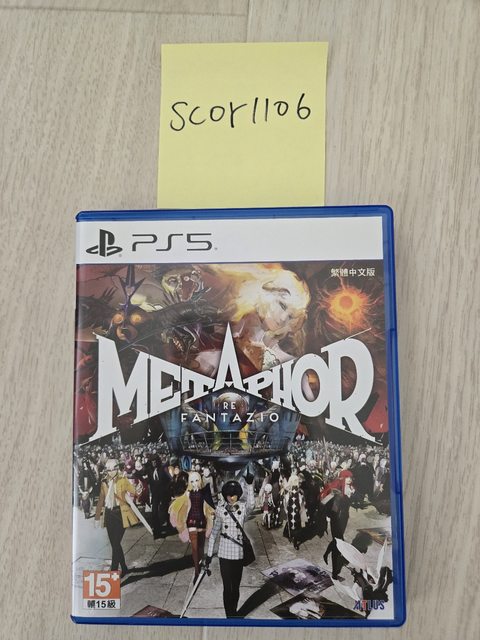 scor1106
PS5
繁體中文版
METAPHOR
RE
FANTAZIO
15+
輔15級
ATLUS